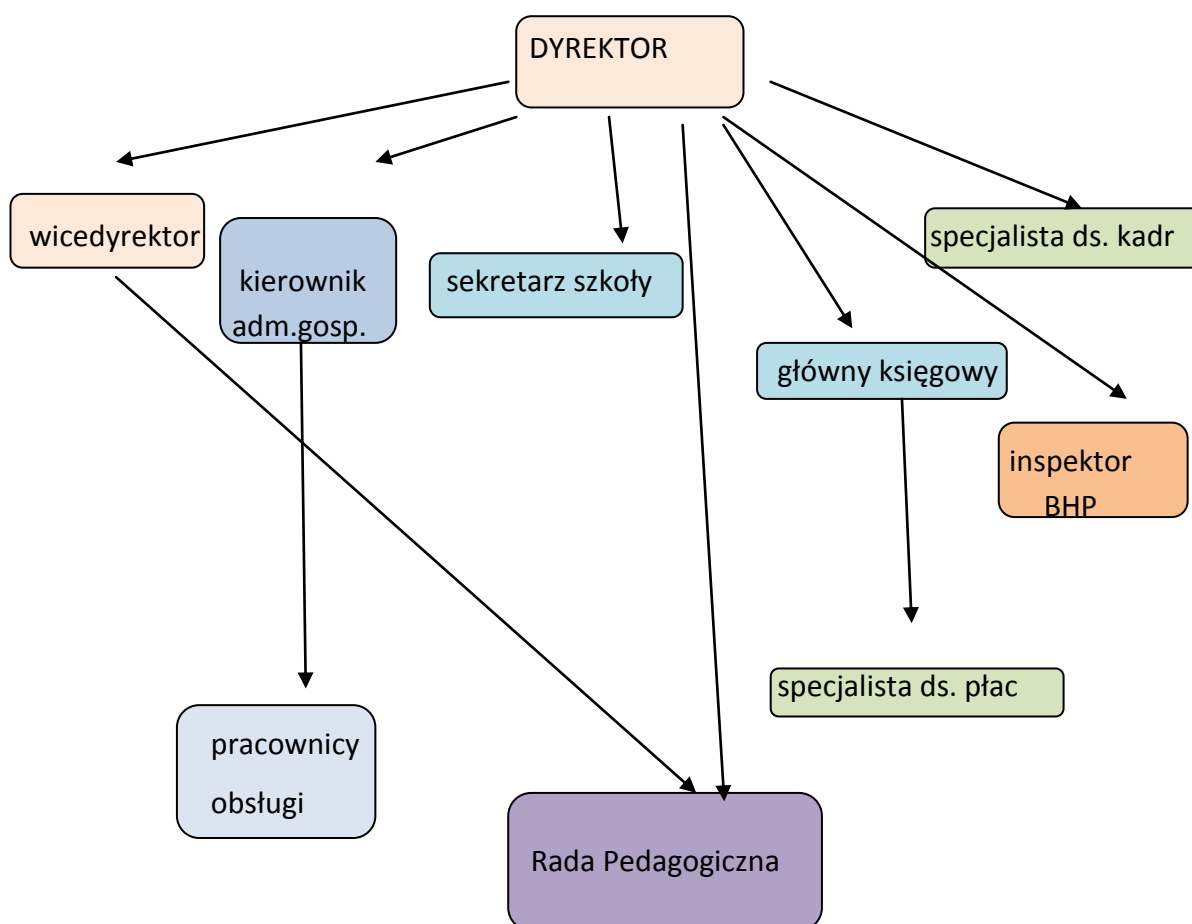 DYREKTOR
wicedyrektor
kierownik
adm.gosp.
sekretarz szkoły
specjalista ds. kadr
główny księgowy
inspektor
BHP
specjalista ds. płac
pracownicy
obsługi
Rada Pedagogiczna